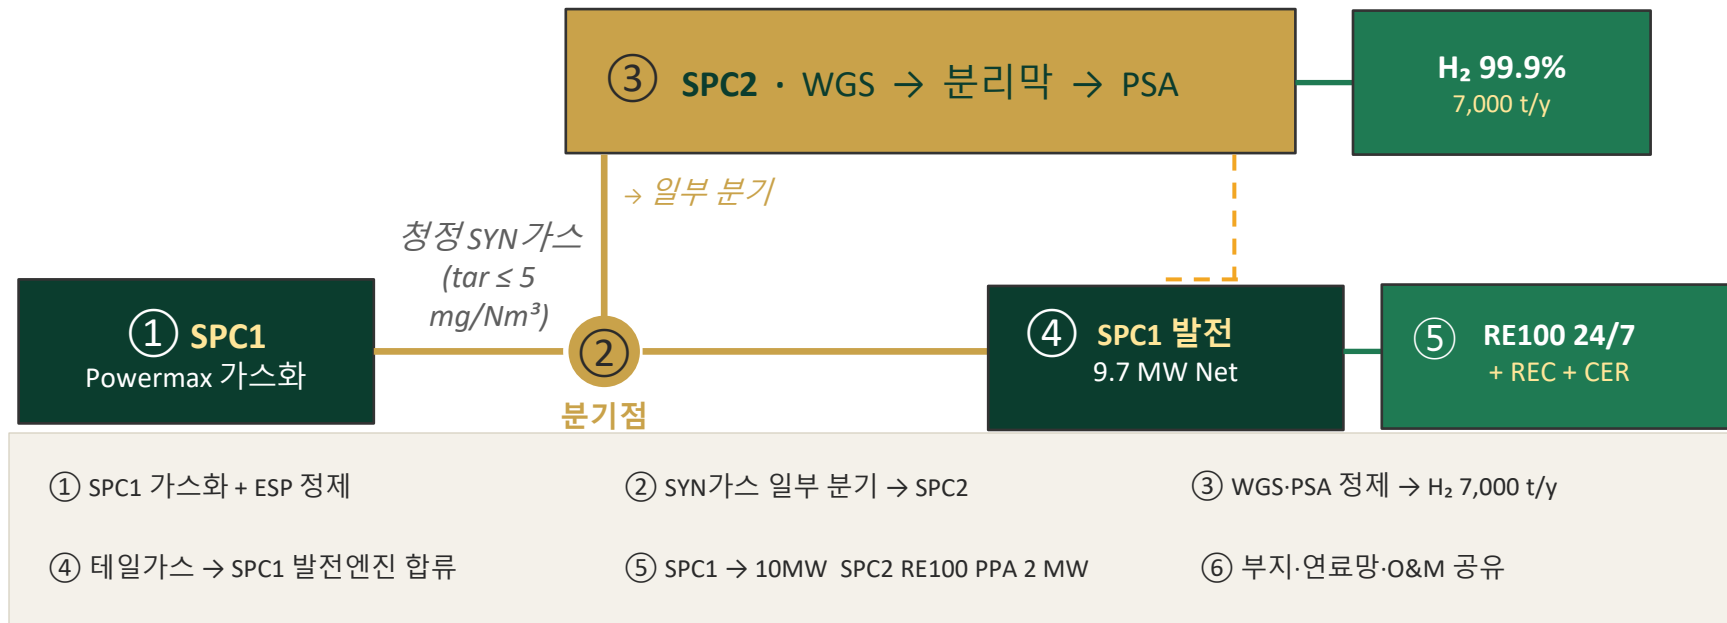 ③ SPC2 · WGS → 분리막 → PSA
H₂ 99.9%
7,000 t/y
→ 일부 분기
청정 SYN가스
(tar ≤ 5
mg/Nm³)
① SPC1
Powermax 가스화
②
분기점
④ SPC1 발전
9.7 MW Net
⑤ RE100 24/7
+ REC + CER
① SPC1 가스화 + ESP 정제
② SYN가스 일부 분기 → SPC2
③ WGS·PSA 정제 → H₂ 7,000 t/y
④ 테일가스 → SPC1 발전엔진 합류
⑤ SPC1 → 10MW SPC2 RE100 PPA 2 MW
⑥ 부지·연료망·O&M 공유